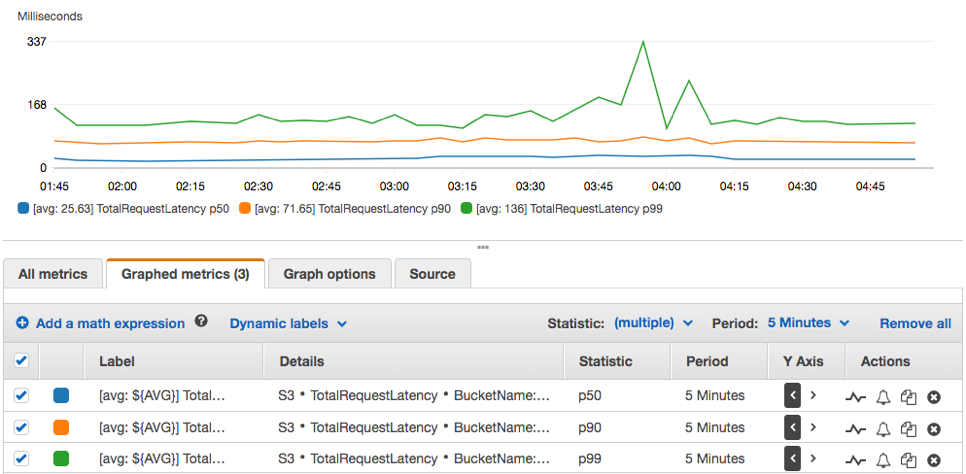 Milliseconds
337
168
0
01:45 02:00 02:15 02:30 02:45 03:00 03:15 03:30 03:45 04:00 04:15 04:30 04:45
[avg: 25.63] TotalRequestLatency p50 [avg: 71.65] TotalRequestLatency p90 [avg: 136] TotalRequestLatency p99
All metrics Graphed metrics (3) Graph options Source
Add a math expression ? Dynamic labels Statistic: (multiple) Period: 5 Minutes Remove all
Label Details Statistic Period Y Axis Actions
[avg: ${AVG}] Total... S3 • TotalRequestLatency • BucketName:... p50 5 Minutes < >
[avg: ${AVG}] Total... S3 • TotalRequestLatency • BucketName:... p90 5 Minutes < >
[avg: ${AVG}] Total... S3 • TotalRequestLatency • BucketName:... p99 5 Minutes < >